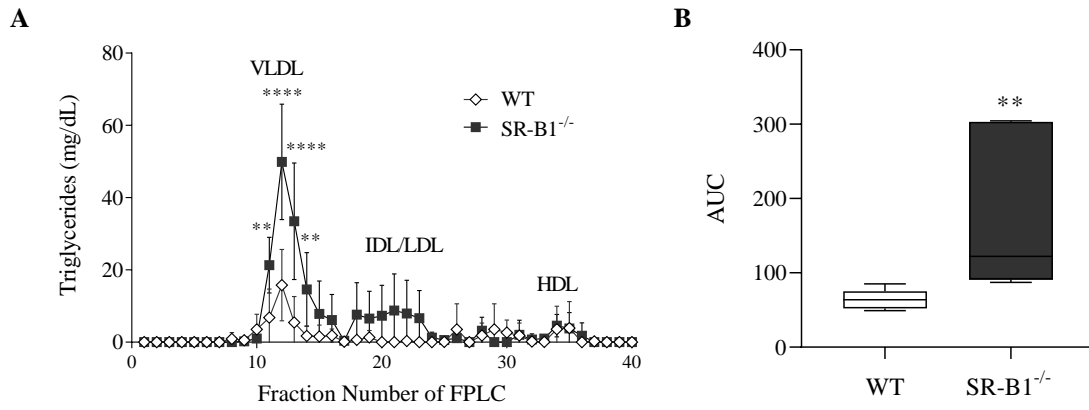 A
B
80
60
40
20
0
Triglycerides (mg/dL)
VLDL
****
****
**
**
IDL/LDL
HDL
WT
SR-B1-/-
0
10
20
30
40
Fraction Number of FPLC
400
300
200
100
0
AUC
**
WT
SR-B1-/-